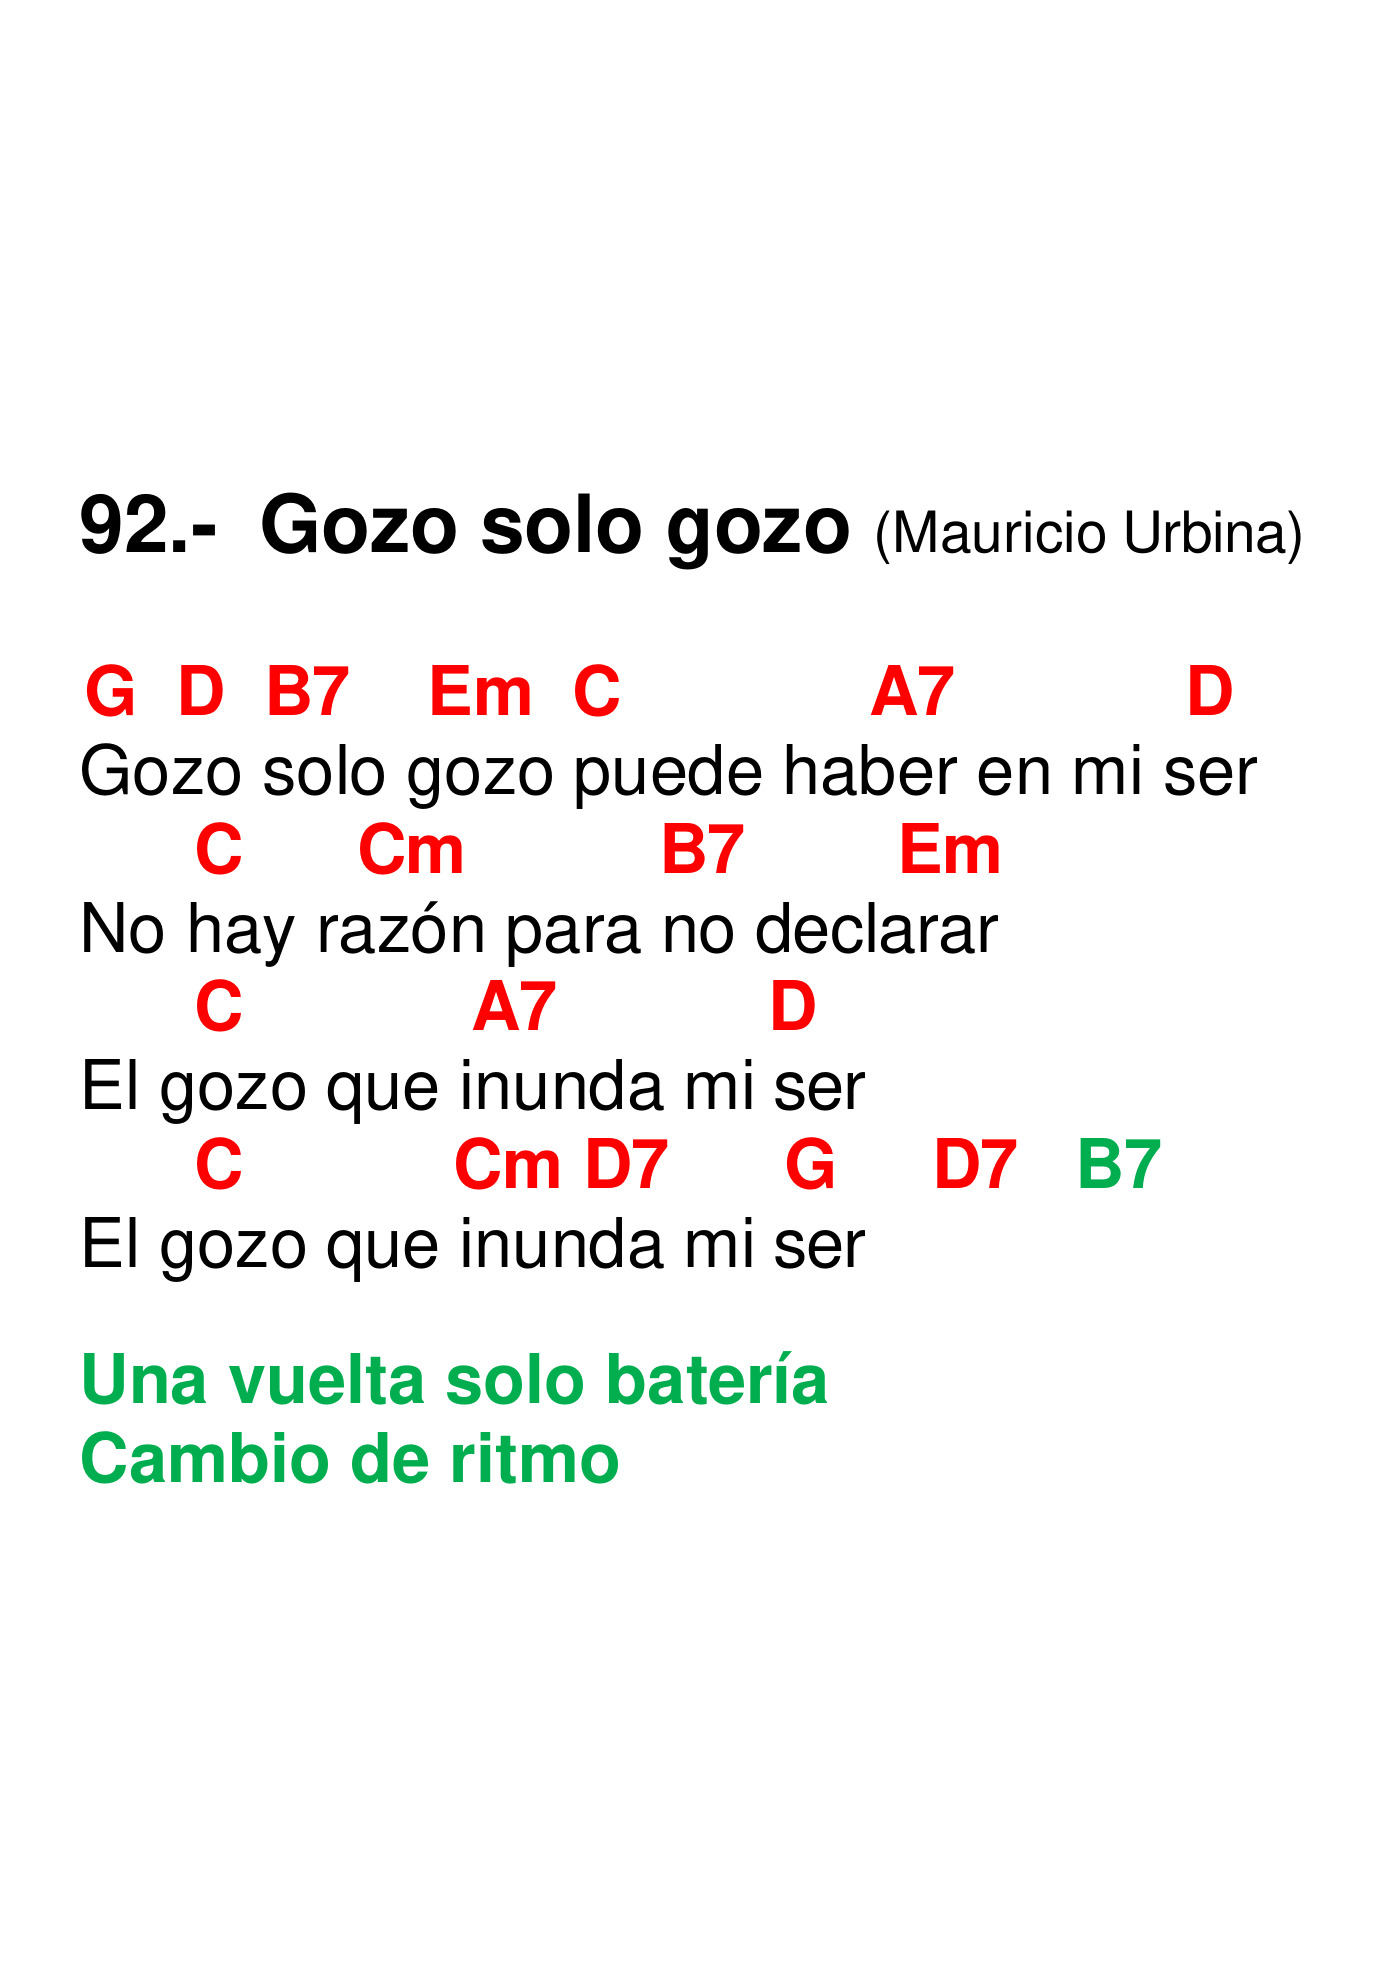 92.- Gozo solo gozo (Mauricio Urbina)
G D B7 Em C A7 D
Gozo solo gozo puede haber en mi ser
C Cm B7 Em
No hay razón para no declarar
C A7 D
El gozo que inunda mi ser
C Cm D7 G D7 B7
El gozo que inunda mi ser
Una vuelta solo batería
Cambio de ritmo